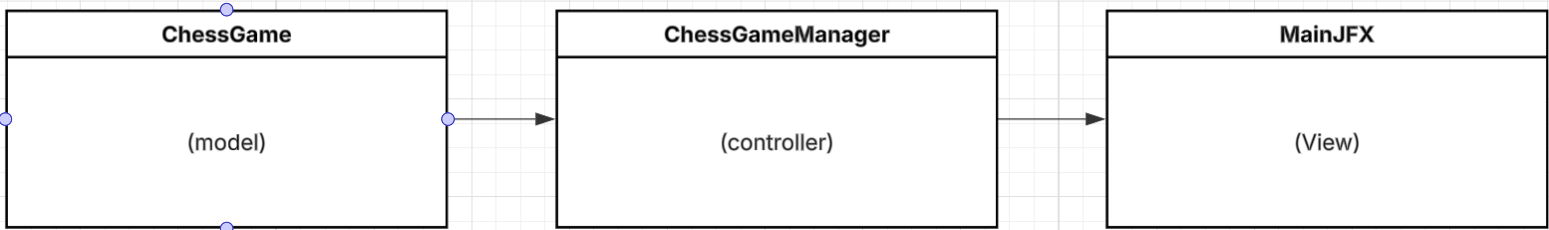 ChessGame
(model)
ChessGameManager
(controller)
MainJFX
(View)